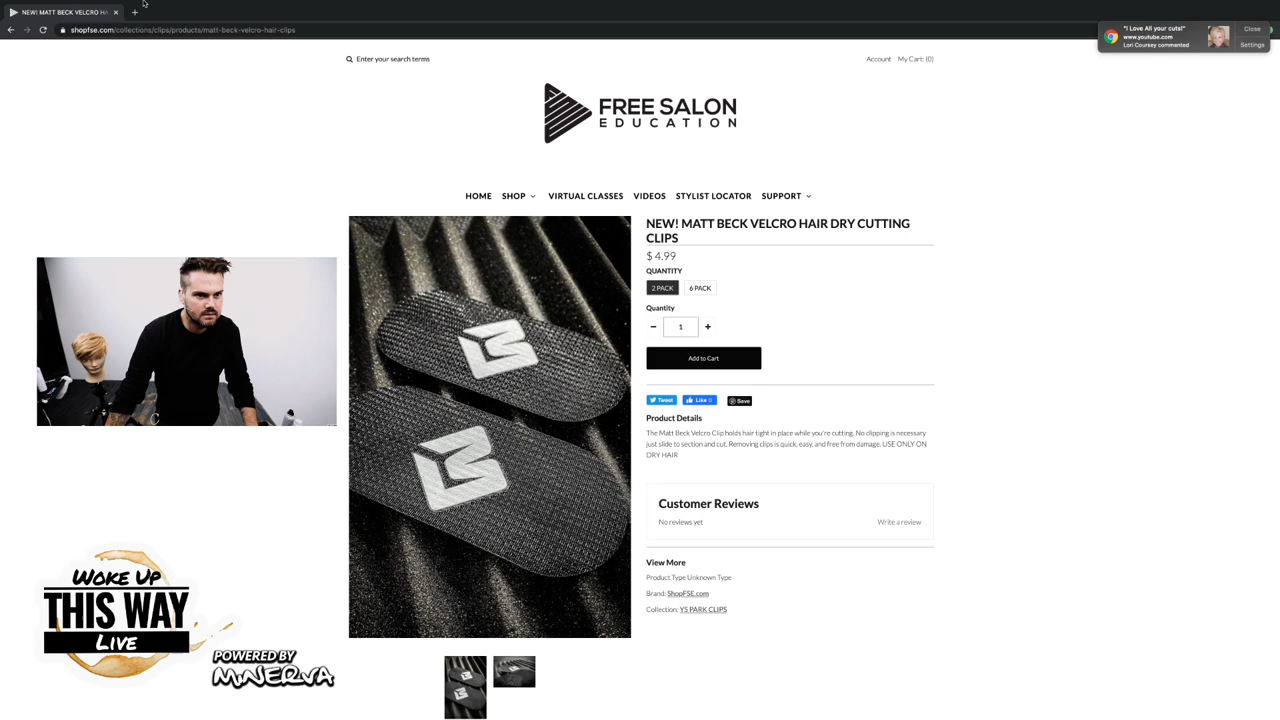 NEW! MATT BECK VELCRO HA
shopfse.com/collections/clips/products/matt-beck-velcro-hair-clips
"I Love All your cuts!"
www.youtube.com
Lori Coursey commented
Close
Settings
Enter your search terms
Account My Cart: (0)
FREE SALON
EDUCATION
HOME SHOP VIRTUAL CLASSES VIDEOS STYLIST LOCATOR SUPPORT
NEW! MATT BECK VELCRO HAIR DRY CUTTING
CLIPS
$ 4.99
QUANTITY
2 PACK 6 PACK
Quantity
− 1 +
Add to Cart
Tweet Like 0 Save
Product Details
The Matt Beck Velcro Clip holds hair tight in place while you're cutting. No clipping is necessary
just slide to section and cut. Removing clips is quick, easy, and free from damage. USE ONLY ON
DRY HAIR
Customer Reviews
No reviews yet Write a review
View More
Product Type Unknown Type
Brand: ShopFSE.com
Collection: YS PARK CLIPS
WOKE UP
THIS WAY
LIVE
POWERED BY
MINERVA